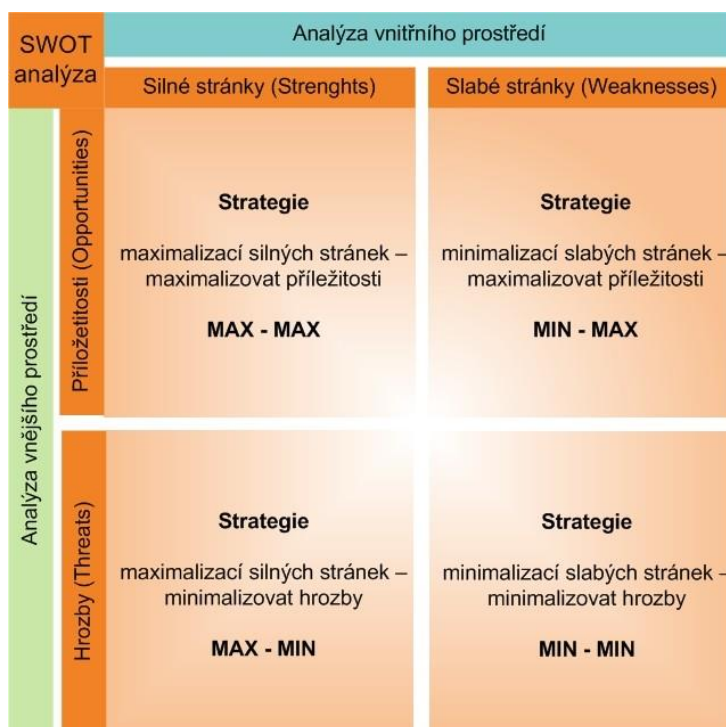 SWOT
analýza
Analýza vnitřního prostředí
Silné stránky (Strenghts)
Slabé stránky (Weaknesses)
Analýza vnějšího prostředí
Příložetitosti (Opportunities)
Strategie
maximalizací silných stránek –
maximalizovat příležitosti
MAX - MAX
Strategie
minimalizací slabých stránek –
maximalizovat příležitosti
MIN - MAX
Hrozby (Threats)
Strategie
maximalizací silných stránek –
minimalizovat hrozby
MAX - MIN
Strategie
minimalizací slabých stránek –
minimalizovat hrozby
MIN - MIN